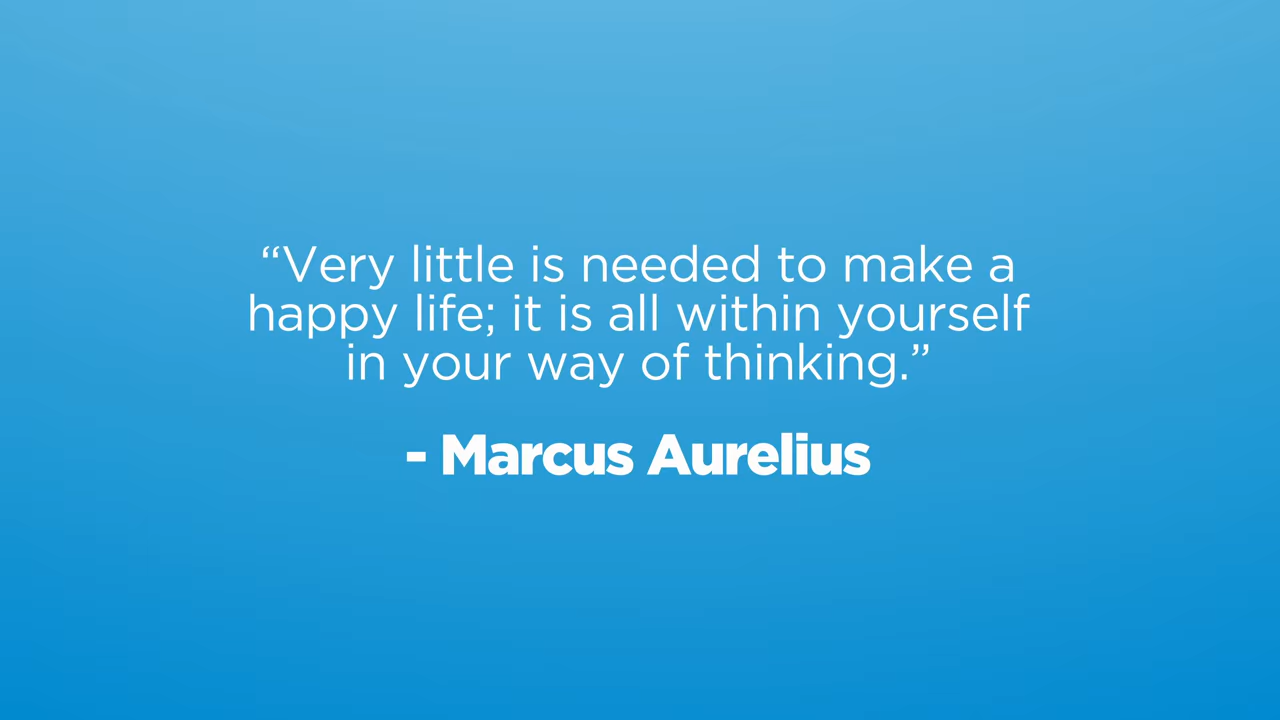 “Very little is needed to make a
happy life; it is all within yourself
in your way of thinking.”
- Marcus Aurelius